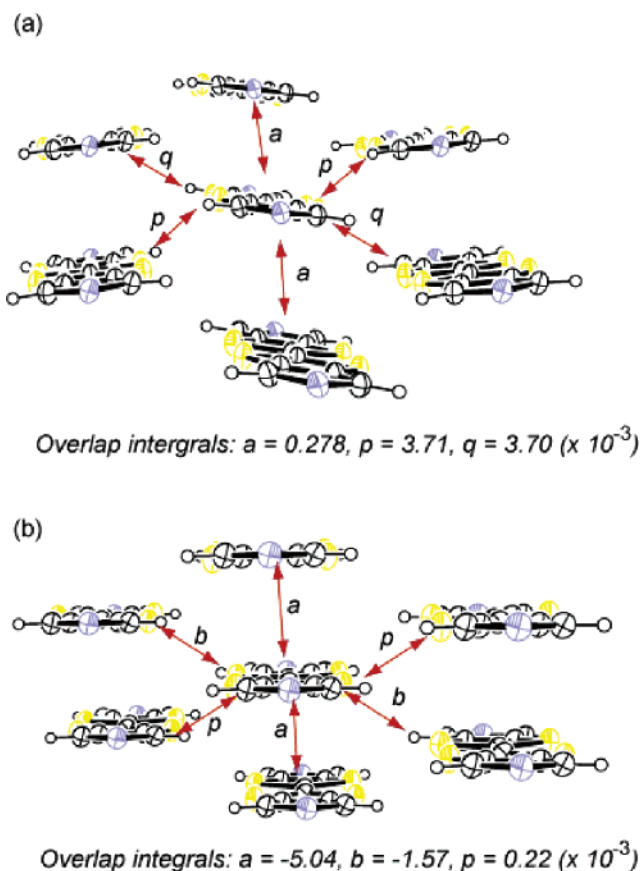 (a)
a
q
p
p
q
a
Overlap intergrals: a = 0.278, p = 3.71, q = 3.70 (x 10-3)
(b)
a
b
p
p
a
b
Overlap integrals: a = -5.04, b = -1.57, p = 0.22 (x 10-3)